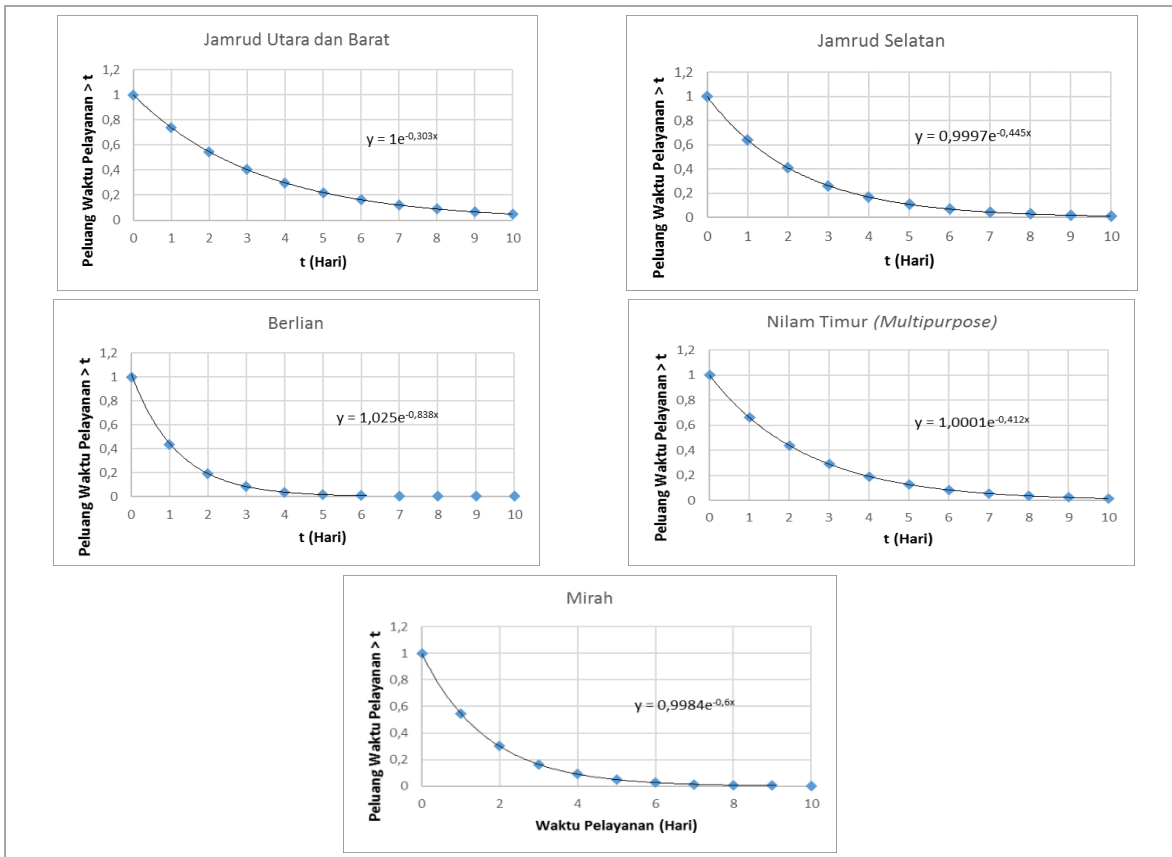 Jamrud Utara dan Barat
Peluang Waktu Pelayanan > t
1,2
1
0,8
0,6
0,4
0,2
0
y = 1e^-0,303x
0 1 2 3 4 5 6 7 8 9 10
t (Hari)
Jamrud Selatan
Peluang Waktu Pelayanan > t
1,2
1
0,8
0,6
0,4
0,2
0
y = 0,9997e^-0,445x
0 1 2 3 4 5 6 7 8 9 10
t (Hari)
Berlian
Peluang Waktu Pelayanan > t
1,2
1
0,8
0,6
0,4
0,2
0
y = 1,025e^-0,838x
0 1 2 3 4 5 6 7 8 9 10
t (Hari)
Nilam Timur (Multipurpose)
Peluang Waktu Pelayanan > t
1,2
1
0,8
0,6
0,4
0,2
0
y = 1,0001e^-0,412x
0 1 2 3 4 5 6 7 8 9 10
t (Hari)
Mirah
Peluang Waktu Pelayanan > t
1,2
1
0,8
0,6
0,4
0,2
0
y = 0,9984e^-0,6x
0 2 4 6 8 10
Waktu Pelayanan (Hari)